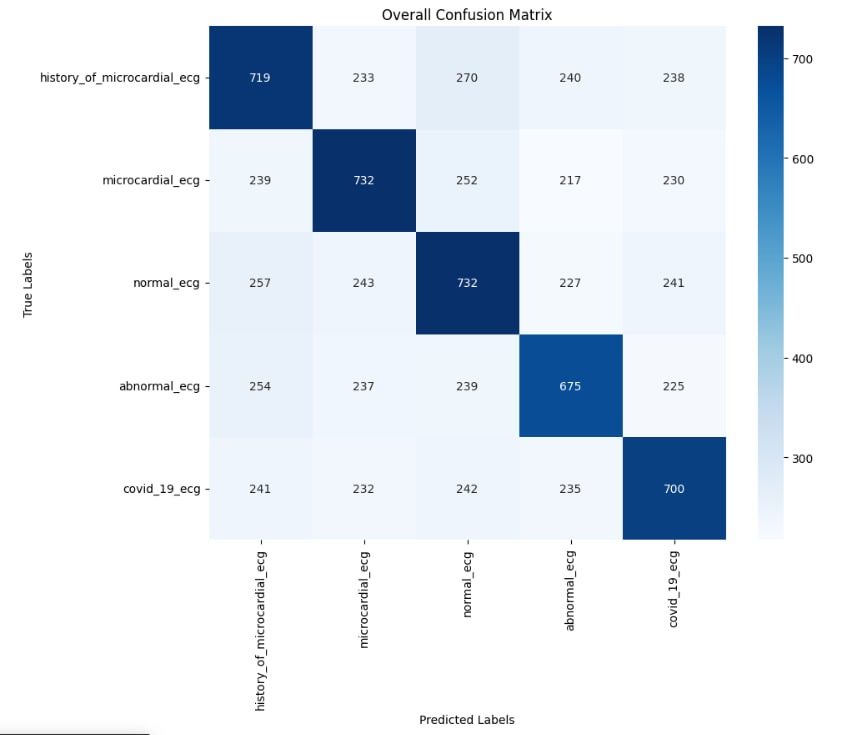 Overall Confusion Matrix
history_of_microcardial_ecg 719 233 270 240 238
microcardial_ecg 239 732 252 217 230
normal_ecg 257 243 732 227 241
abnormal_ecg 254 237 239 675 225
covid_19_ecg 241 232 242 235 700
True Labels
history_of_microcardial_ecg
microcardial_ecg
normal_ecg
abnormal_ecg
covid_19_ecg
Predicted Labels
700
600
500
400
300